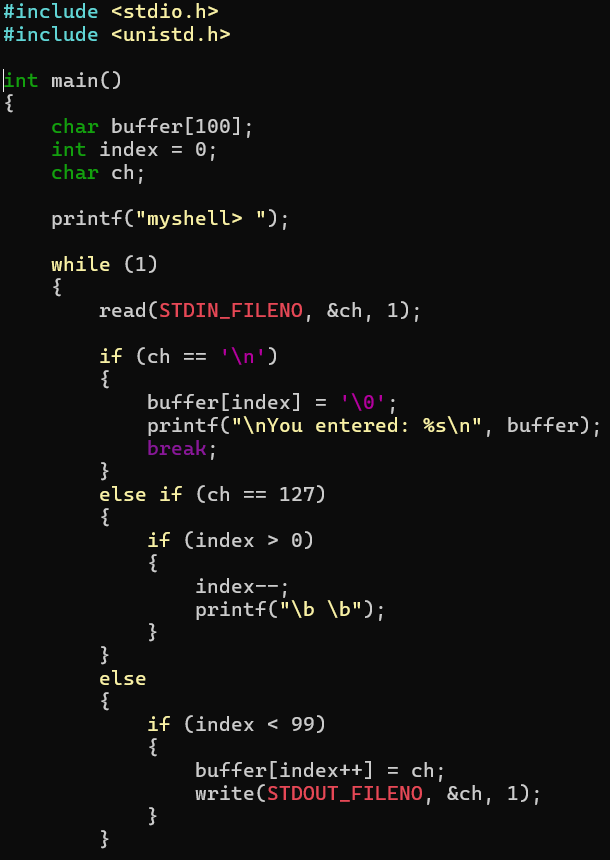 #include <stdio.h>
#include <unistd.h>

int main()
{
    char buffer[100];
    int index = 0;
    char ch;

    printf("myshell> ");

    while (1)
    {
        read(STDIN_FILENO, &ch, 1);

        if (ch == '\n')
        {
            buffer[index] = '\0';
            printf("\nYou entered: %s\n", buffer);
            break;
        }
        else if (ch == 127)
        {
            if (index > 0)
            {
                index--;
                printf("\b \b");
            }
        }
        else
        {
            if (index < 99)
            {
                buffer[index++] = ch;
                write(STDOUT_FILENO, &ch, 1);
            }
        }